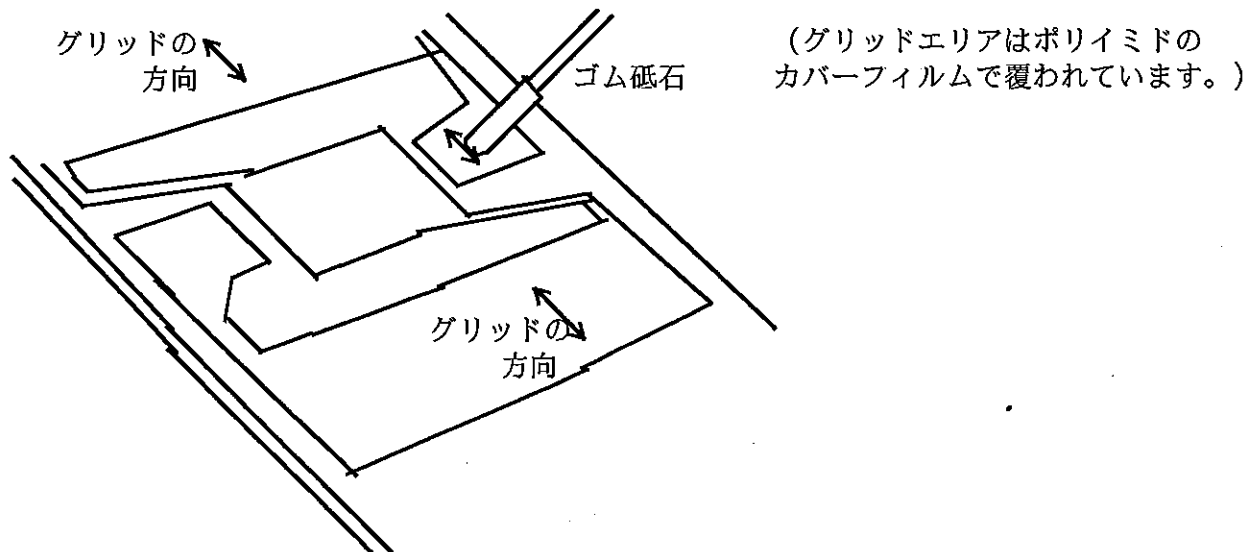 グリッドの
方向
ゴム砥石
（グリッドエリアはポリイミドの
カバーフィルムで覆われています。）
グリッドの
方向